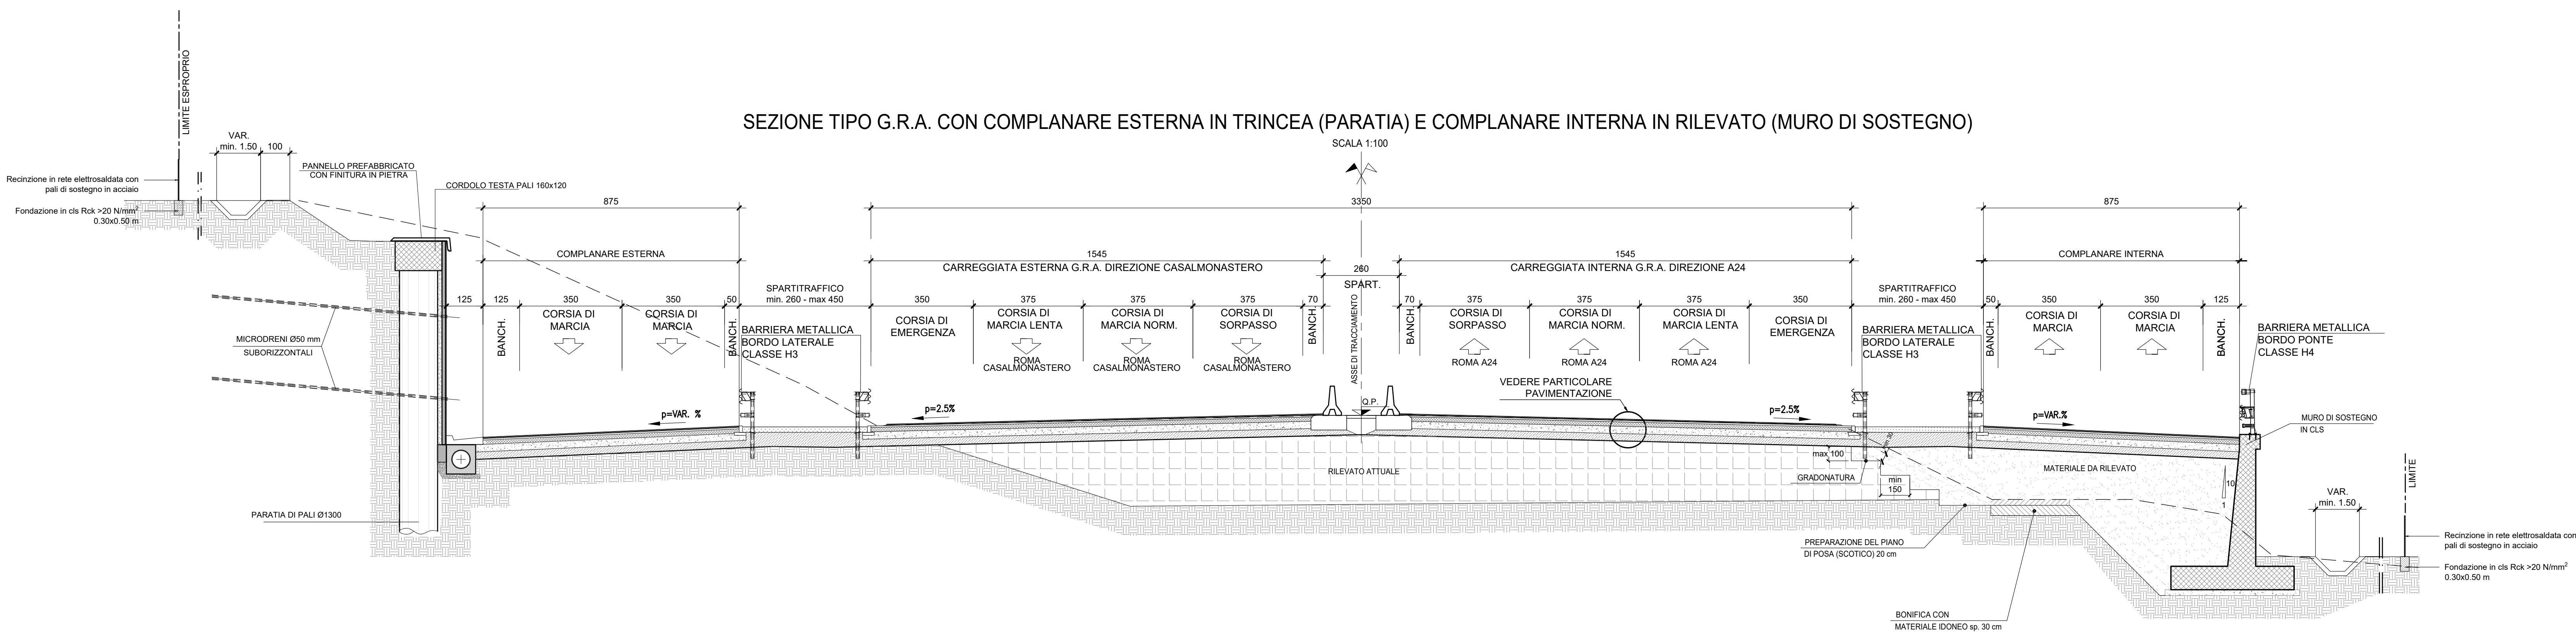 SEZIONE TIPO G.R.A. CON COMPLANARE ESTERNA IN TRINCEA (PARATIA) E COMPLANARE INTERNA IN RILEVATO (MURO DI SOSTEGNO)
SCALA 1:100
LIMITE ESPROPRIO
VAR.
min. 1.50
100
Recinzione in rete elettrosaldata con
pali di sostegno in acciaio
Fondazione in cls Rck >20 N/mm²
0.30x0.50 m
PANNELLO PREFABBRICATO
CON FINITURA IN PIETRA
CORDOLO TESTA PALI 160x120
875
3350
875
COMPLANARE ESTERNA
1545
CARREGGIATA ESTERNA G.R.A. DIREZIONE CASALMONASTERO
260
SPART.
1545
CARREGGIATA INTERNA G.R.A. DIREZIONE A24
COMPLANARE INTERNA
125
125
350
350
50
SPARTITRAFFICO
min. 260 - max 450
350
375
375
375
70
70
375
375
375
350
SPARTITRAFFICO
min. 260 - max 450
50
350
350
125
BANCH.
CORSIA DI
MARCIA
CORSIA DI
MARCIA
BANCH.
BARRIERA METALLICA
BORDO LATERALE
CLASSE H3
CORSIA DI
EMERGENZA
CORSIA DI
MARCIA LENTA
ROMA
CASALMONASTERO
CORSIA DI
MARCIA NORM.
ROMA
CASALMONASTERO
CORSIA DI
SORPASSO
ROMA
CASALMONASTERO
BANCH.
ASSE DI TRACCIAMENTO
BANCH.
CORSIA DI
SORPASSO
ROMA A24
CORSIA DI
MARCIA NORM.
ROMA A24
CORSIA DI
MARCIA LENTA
ROMA A24
CORSIA DI
EMERGENZA
BARRIERA METALLICA
BORDO LATERALE
CLASSE H3
BANCH.
CORSIA DI
MARCIA
CORSIA DI
MARCIA
BANCH.
BARRIERA METALLICA
BORDO PONTE
CLASSE H4
MICRODRENI Ø50 mm
SUBORIZZONTALI
p=VAR. %
p=2.5%
Q.P.
VEDERE PARTICOLARE
PAVIMENTAZIONE
p=2.5%
p=VAR.%
MURO DI SOSTEGNO
IN CLS
RILEVATO ATTUALE
max 100
min 30
GRADONATURA
min
150
MATERIALE DA RILEVATO
10
1
LIMITE
VAR.
min. 1.50
PARATIA DI PALI Ø1300
PREPARAZIONE DEL PIANO
DI POSA (SCOTICO) 20 cm
BONIFICA CON
MATERIALE IDONEO sp. 30 cm
Recinzione in rete elettrosaldata con
pali di sostegno in acciaio
Fondazione in cls Rck >20 N/mm²
0.30x0.50 m